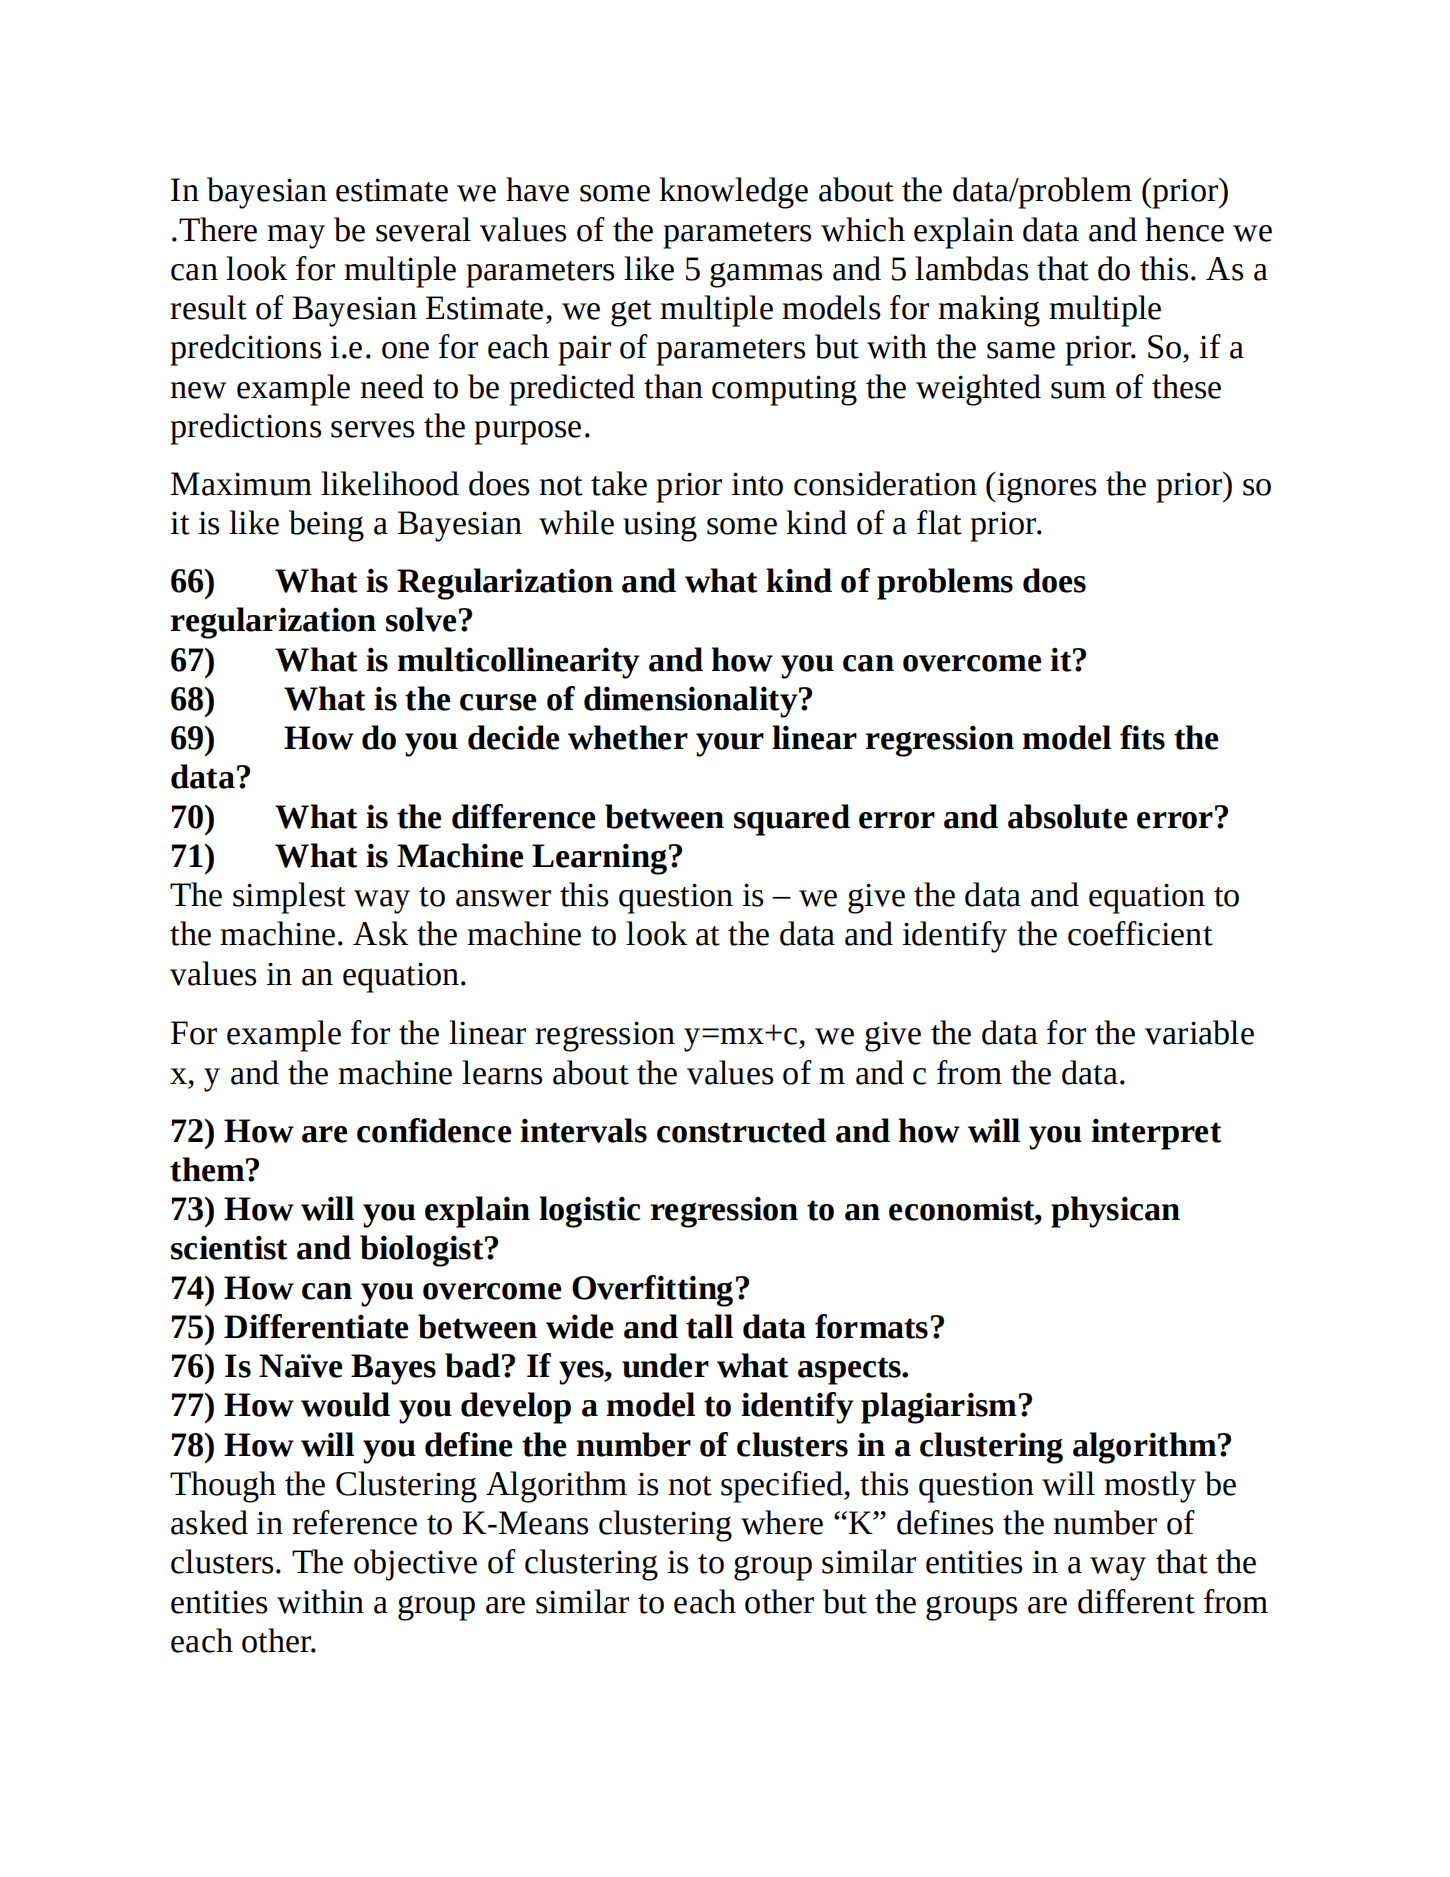 In bayesian estimate we have some knowledge about the data/problem (prior)
.There may be several values of the parameters which explain data and hence we
can look for multiple parameters like 5 gammas and 5 lambdas that do this. As a
result of Bayesian Estimate, we get multiple models for making multiple
predcitions i.e. one for each pair of parameters but with the same prior. So, if a
new example need to be predicted than computing the weighted sum of these
predictions serves the purpose.
Maximum likelihood does not take prior into consideration (ignores the prior) so
it is like being a Bayesian  while using some kind of a flat prior.
66) What is Regularization and what kind of problems does
regularization solve?
67) What is multicollinearity and how you can overcome it?
68) What is the curse of dimensionality?
69) How do you decide whether your linear regression model fits the
data?
70) What is the difference between squared error and absolute error?
71) What is Machine Learning?
The simplest way to answer this question is – we give the data and equation to
the machine. Ask the machine to look at the data and identify the coefficient
values in an equation.
For example for the linear regression y=mx+c, we give the data for the variable
x, y and the machine learns about the values of m and c from the data.
72) How are confidence intervals constructed and how will you interpret
them?
73) How will you explain logistic regression to an economist, physican
scientist and biologist?
74) How can you overcome Overfitting?
75) Differentiate between wide and tall data formats?
76) Is Naïve Bayes bad? If yes, under what aspects.
77) How would you develop a model to identify plagiarism?
78) How will you define the number of clusters in a clustering algorithm?
Though the Clustering Algorithm is not specified, this question will mostly be
asked in reference to K-Means clustering where “K” defines the number of
clusters. The objective of clustering is to group similar entities in a way that the
entities within a group are similar to each other but the groups are different from
each other.